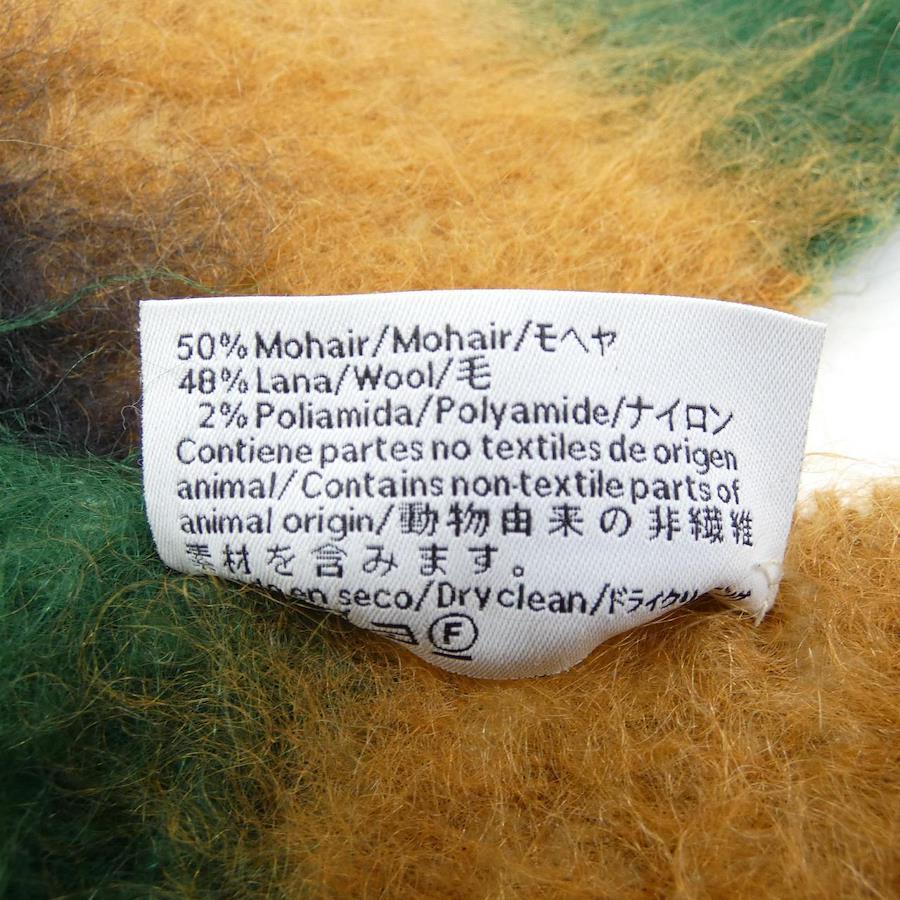 50% Mohair/Mohair/モヘヤ
48% Lana/Wool/毛
2% Poliamida/Polyamide/ナイロン
Contiene partes no textiles de origen
animal/Contains non-textile parts of
animal origin/動物由来の非繊維
素材を含みます。
en seco/Dry clean/
F